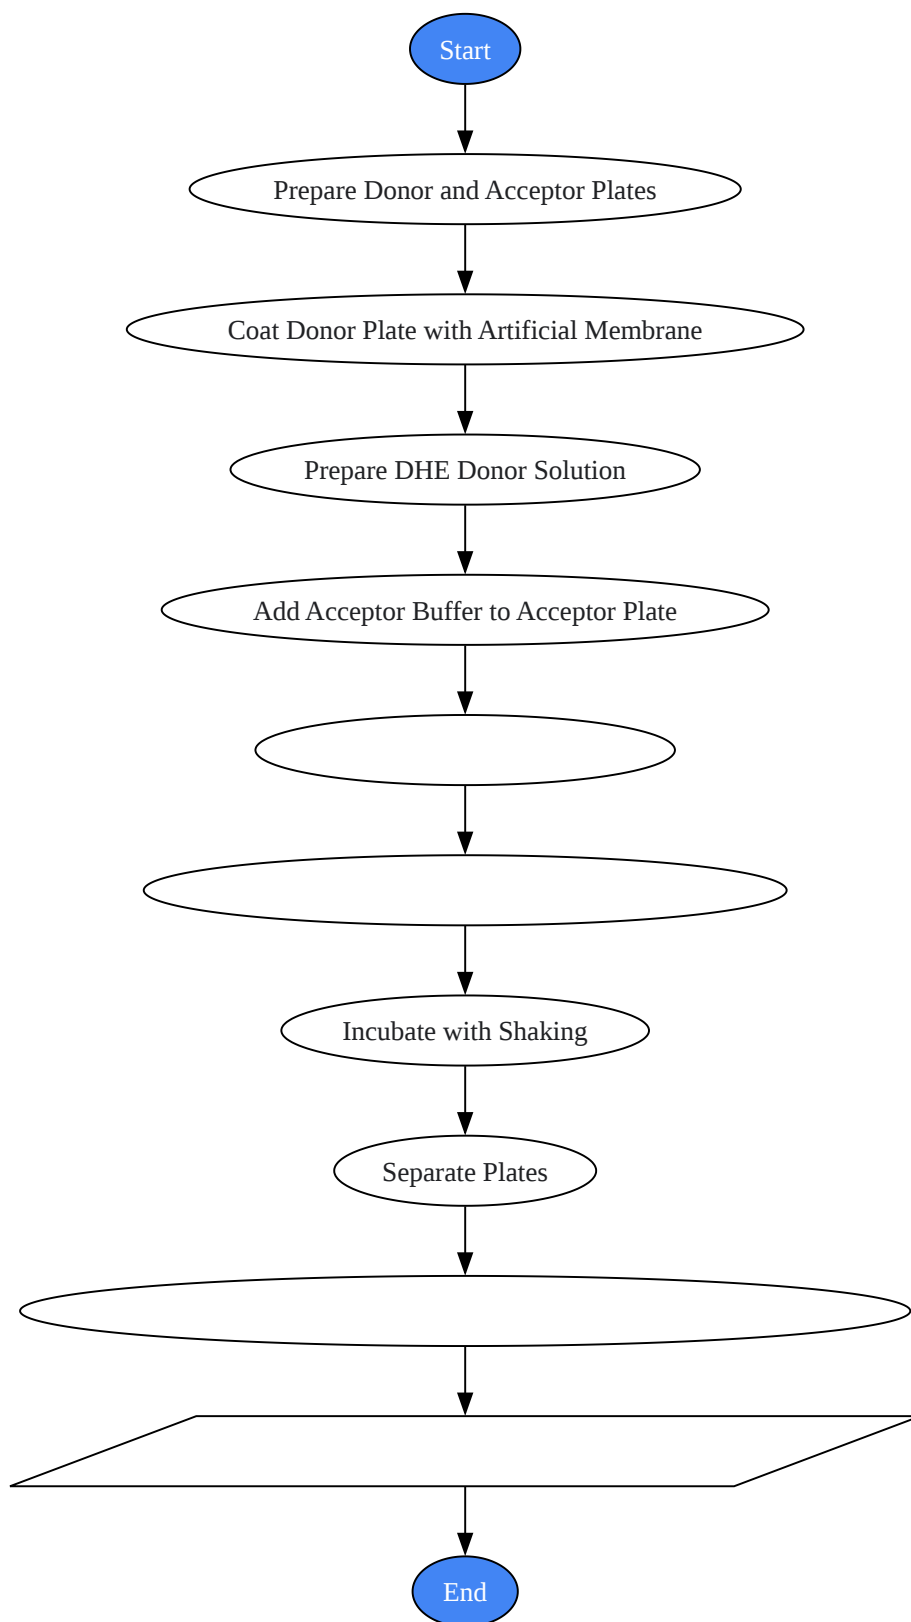 Start
Prepare Donor and Acceptor Plates
Coat Donor Plate with Artificial Membrane
Prepare DHE Donor Solution
Add Acceptor Buffer to Acceptor Plate
Incubate with Shaking
Separate Plates
End